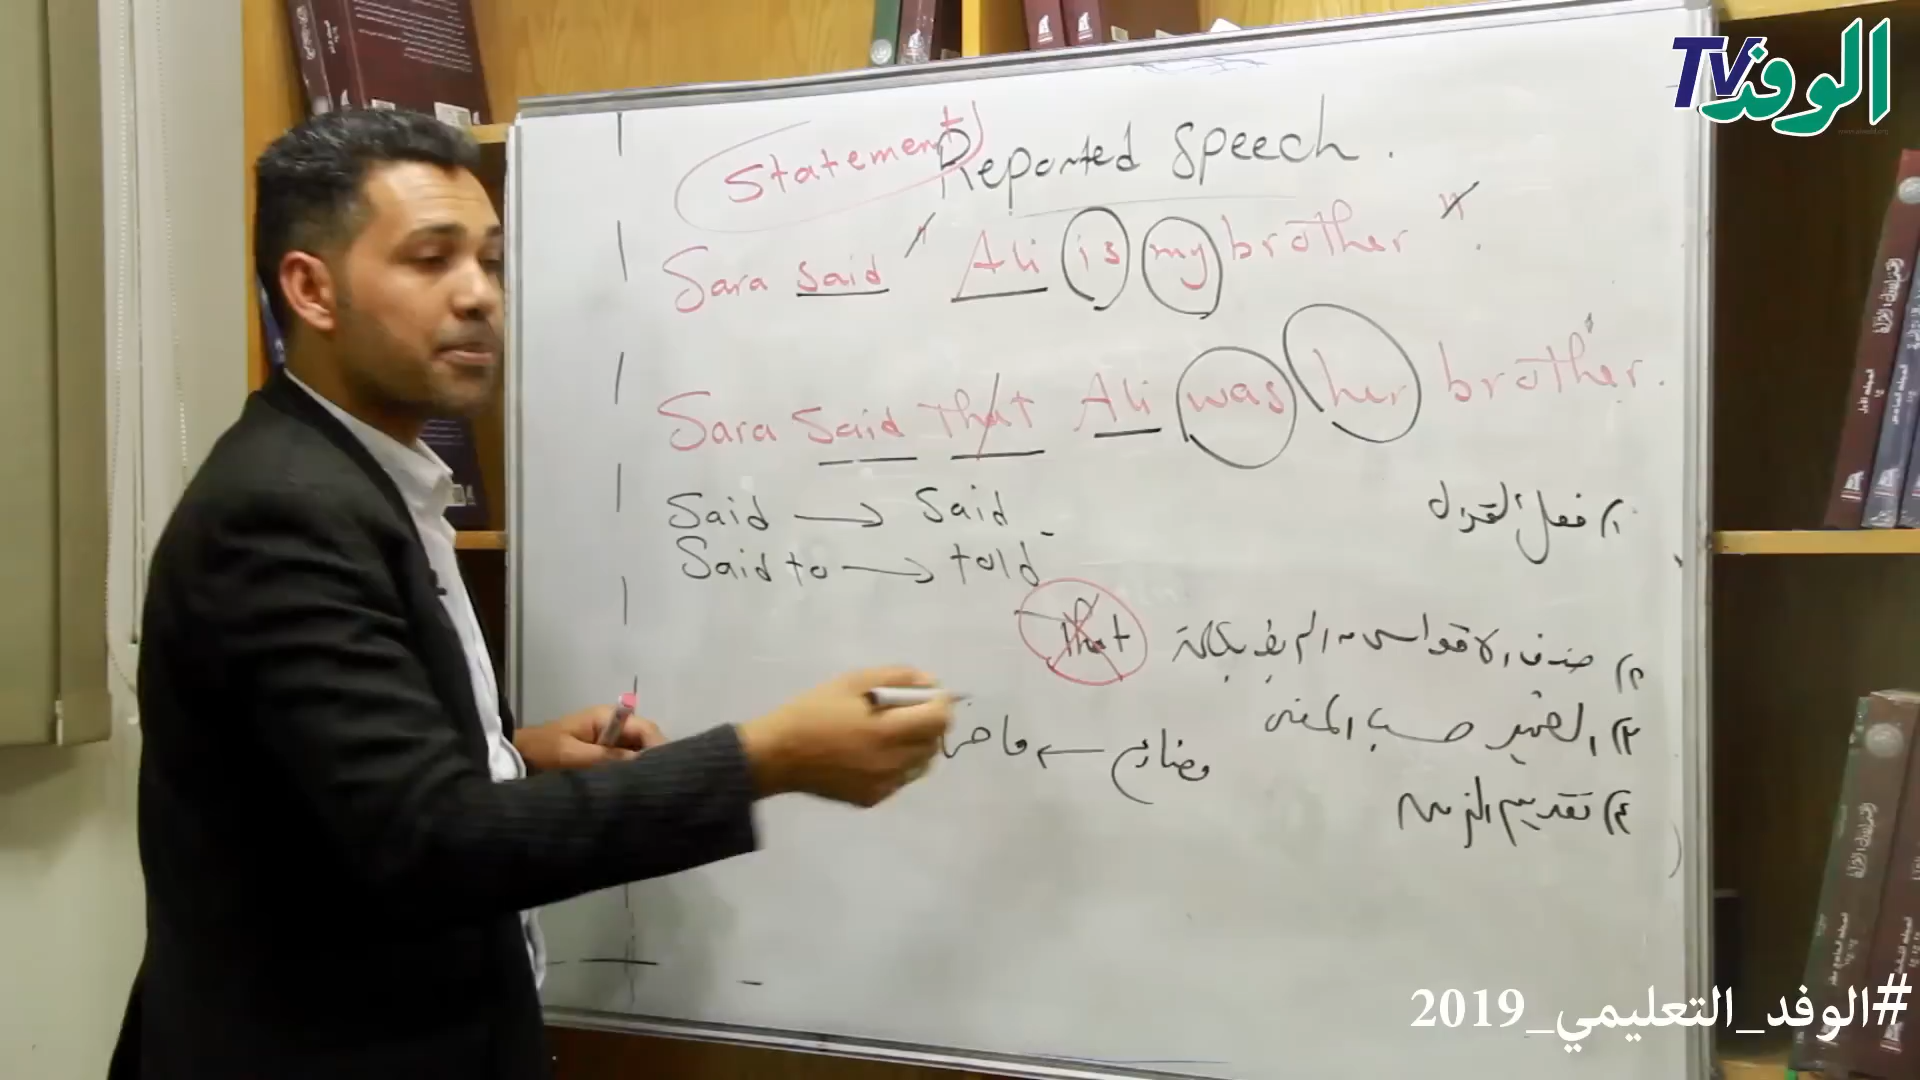 الوفد TV
Statement Reported Speech.
Sara said " Ali is my brother ".
Sara said that Ali was her brother.
Said → Said
Said to → told
١) فعل القول
٢) حذف الاقواس و الربط بكلمة that
٣) الضمير حسب المعنى
مضارع ← ماضى
٤) تقديم الزمن
#الوفد_التعليمي_2019